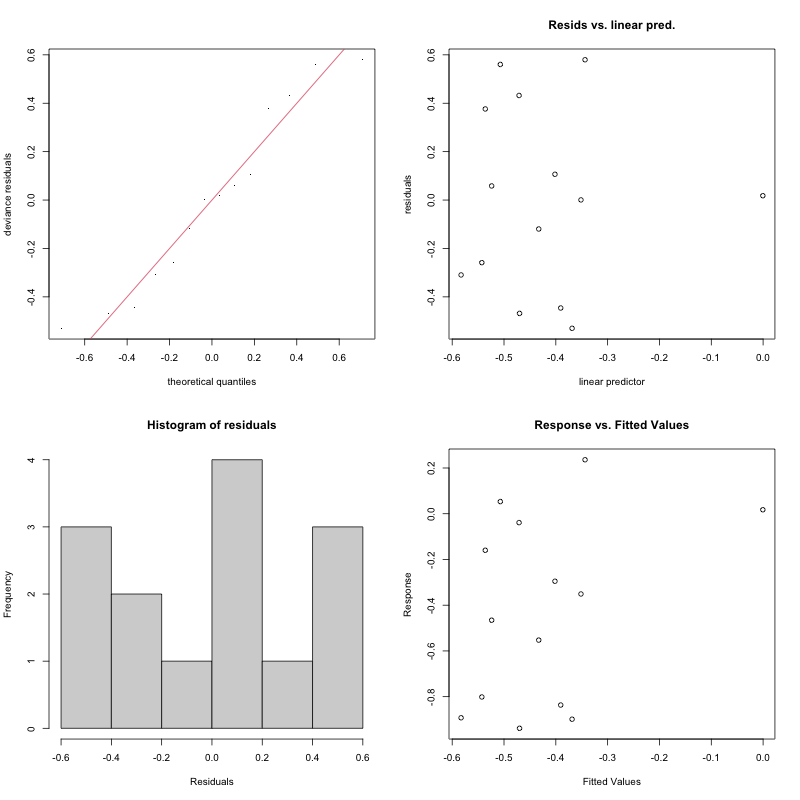 deviance residuals
0.6
0.4
0.2
0.0
-0.2
-0.4
-0.6 -0.4 -0.2 0.0 0.2 0.4 0.6
theoretical quantiles
Resids vs. linear pred.
residuals
0.6
0.4
0.2
0.0
-0.2
-0.4
-0.6 -0.5 -0.4 -0.3 -0.2 -0.1 0.0
linear predictor
Histogram of residuals
Frequency
4
3
2
1
0
-0.6 -0.4 -0.2 0.0 0.2 0.4 0.6
Residuals
Response vs. Fitted Values
Response
0.2
0.0
-0.2
-0.4
-0.6
-0.8
-0.6 -0.5 -0.4 -0.3 -0.2 -0.1 0.0
Fitted Values